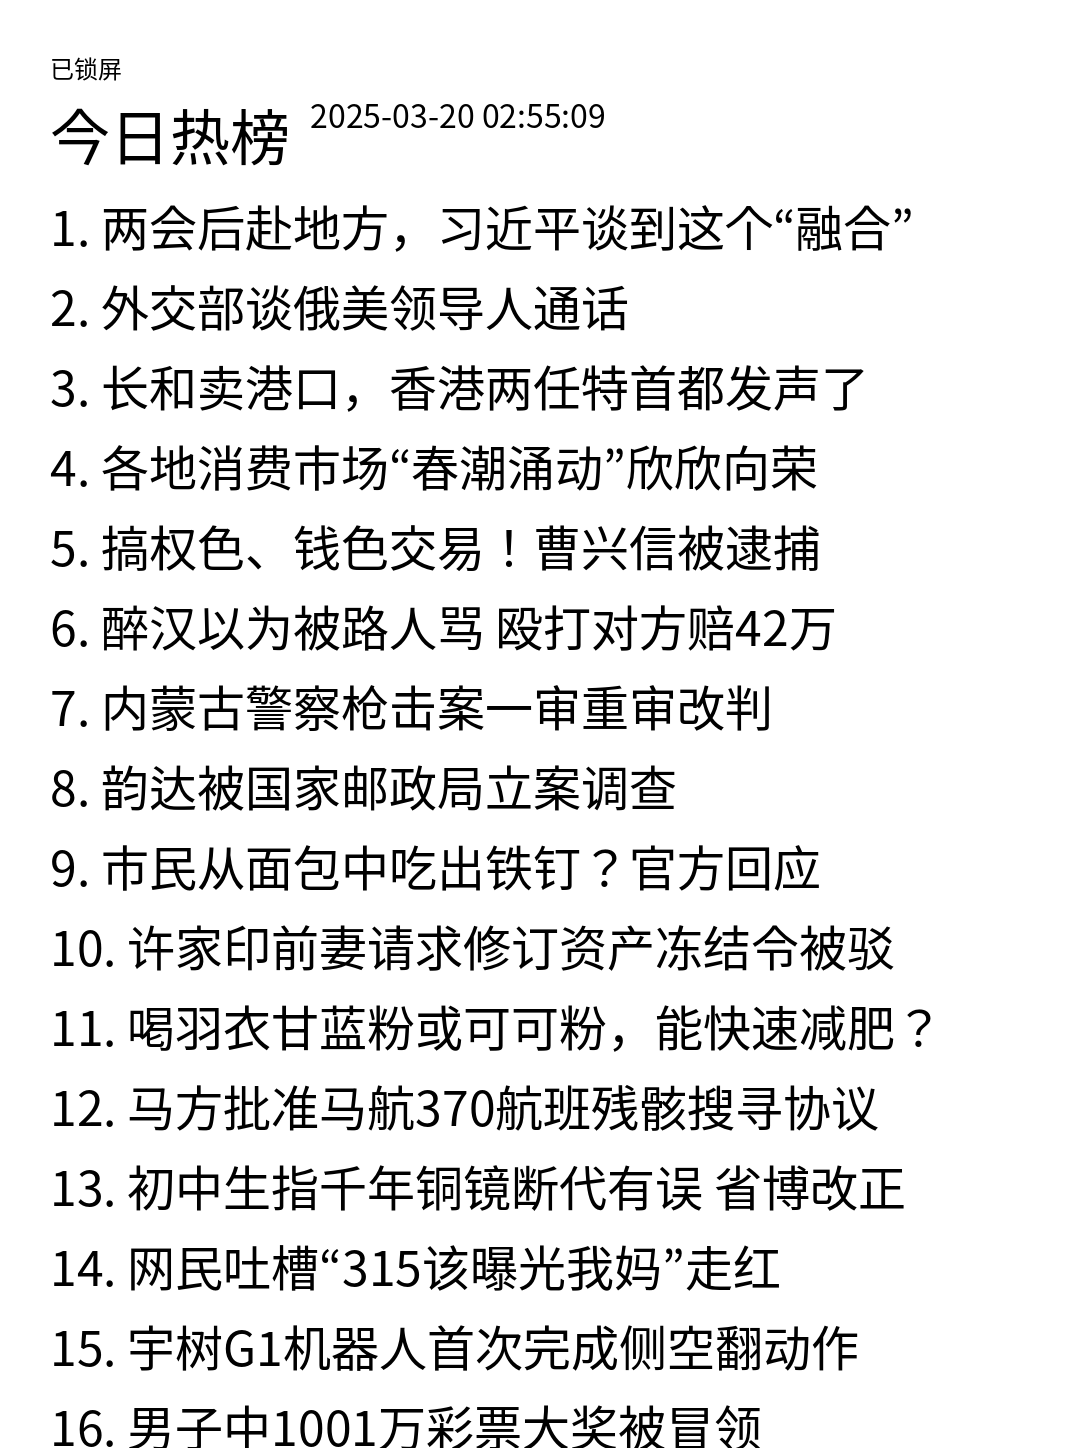 已锁屏
今日热榜 2025-03-20 02:55:09
1. 两会后赴地方，习近平谈到这个“融合”
2. 外交部谈俄美领导人通话
3. 长和卖港口，香港两任特首都发声了
4. 各地消费市场“春潮涌动”欣欣向荣
5. 搞权色、钱色交易！曹兴信被逮捕
6. 醉汉以为被路人骂 殴打对方赔42万
7. 内蒙古警察枪击案一审重审改判
8. 韵达被国家邮政局立案调查
9. 市民从面包中吃出铁钉？官方回应
10. 许家印前妻请求修订资产冻结令被驳
11. 喝羽衣甘蓝粉或可可粉，能快速减肥？
12. 马方批准马航370航班残骸搜寻协议
13. 初中生指千年铜镜断代有误 省博改正
14. 网民吐槽“315该曝光我妈”走红
15. 宇树G1机器人首次完成侧空翻动作
16. 男子中1001万彩票大奖被冒领